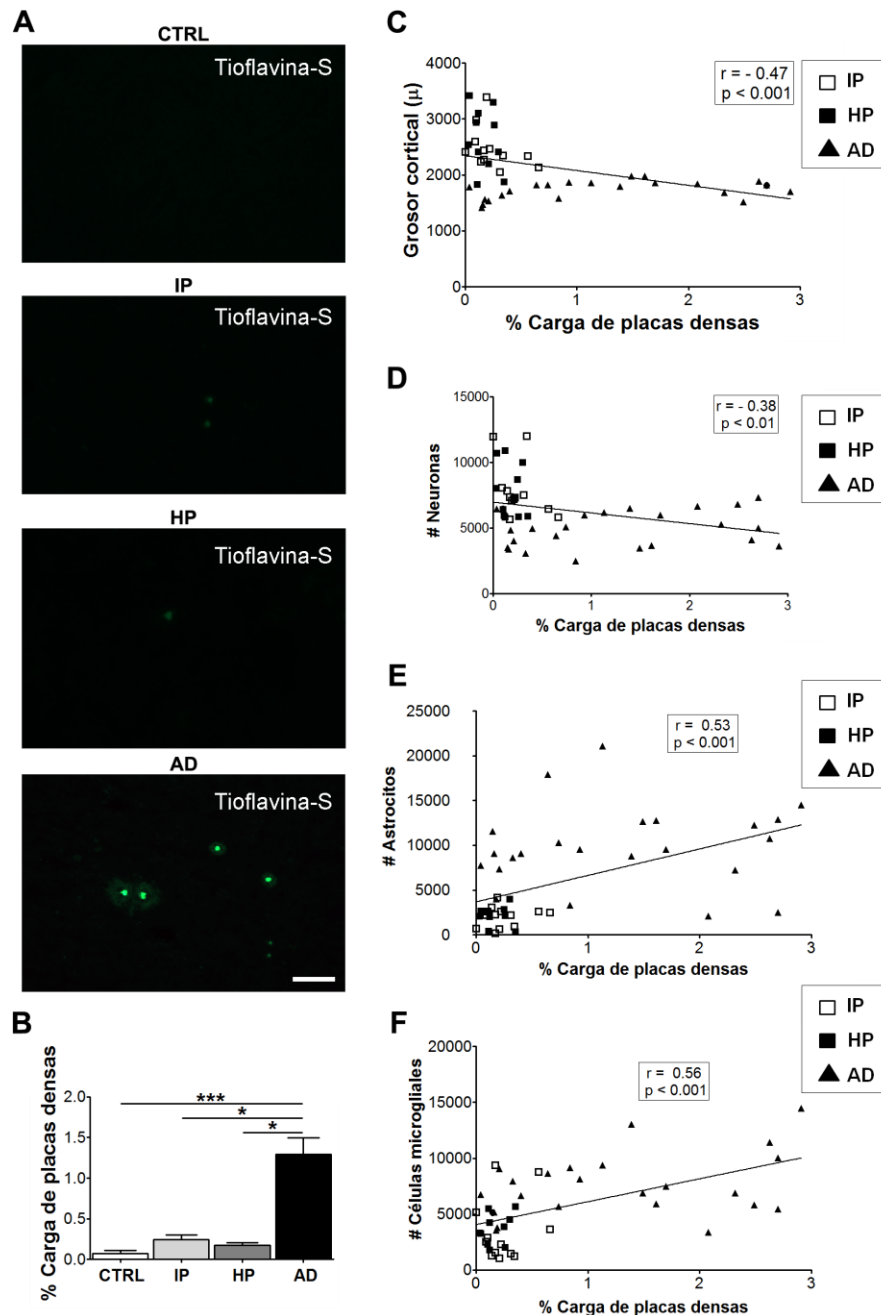 A
CTRL
Tioflavina-S
IP
Tioflavina-S
HP
Tioflavina-S
AD
Tioflavina-S
B
% Carga de placas densas
2.0
1.5
1.0
0.5
0.0
***
*
*
CTRL IP HP AD
C
Grosor cortical (μ)
4000
3000
2000
1000
0
0 1 2 3
% Carga de placas densas
r = - 0.47
p < 0.001
IP
HP
AD
D
# Neuronas
15000
10000
5000
0
0 1 2 3
% Carga de placas densas
r = - 0.38
p < 0.01
IP
HP
AD
E
# Astrocitos
25000
20000
15000
10000
5000
0
0 1 2 3
% Carga de placas densas
r = 0.53
p < 0.001
IP
HP
AD
F
# Células microgliales
20000
15000
10000
5000
0
0 1 2 3
% Carga de placas densas
r = 0.56
p < 0.001
IP
HP
AD